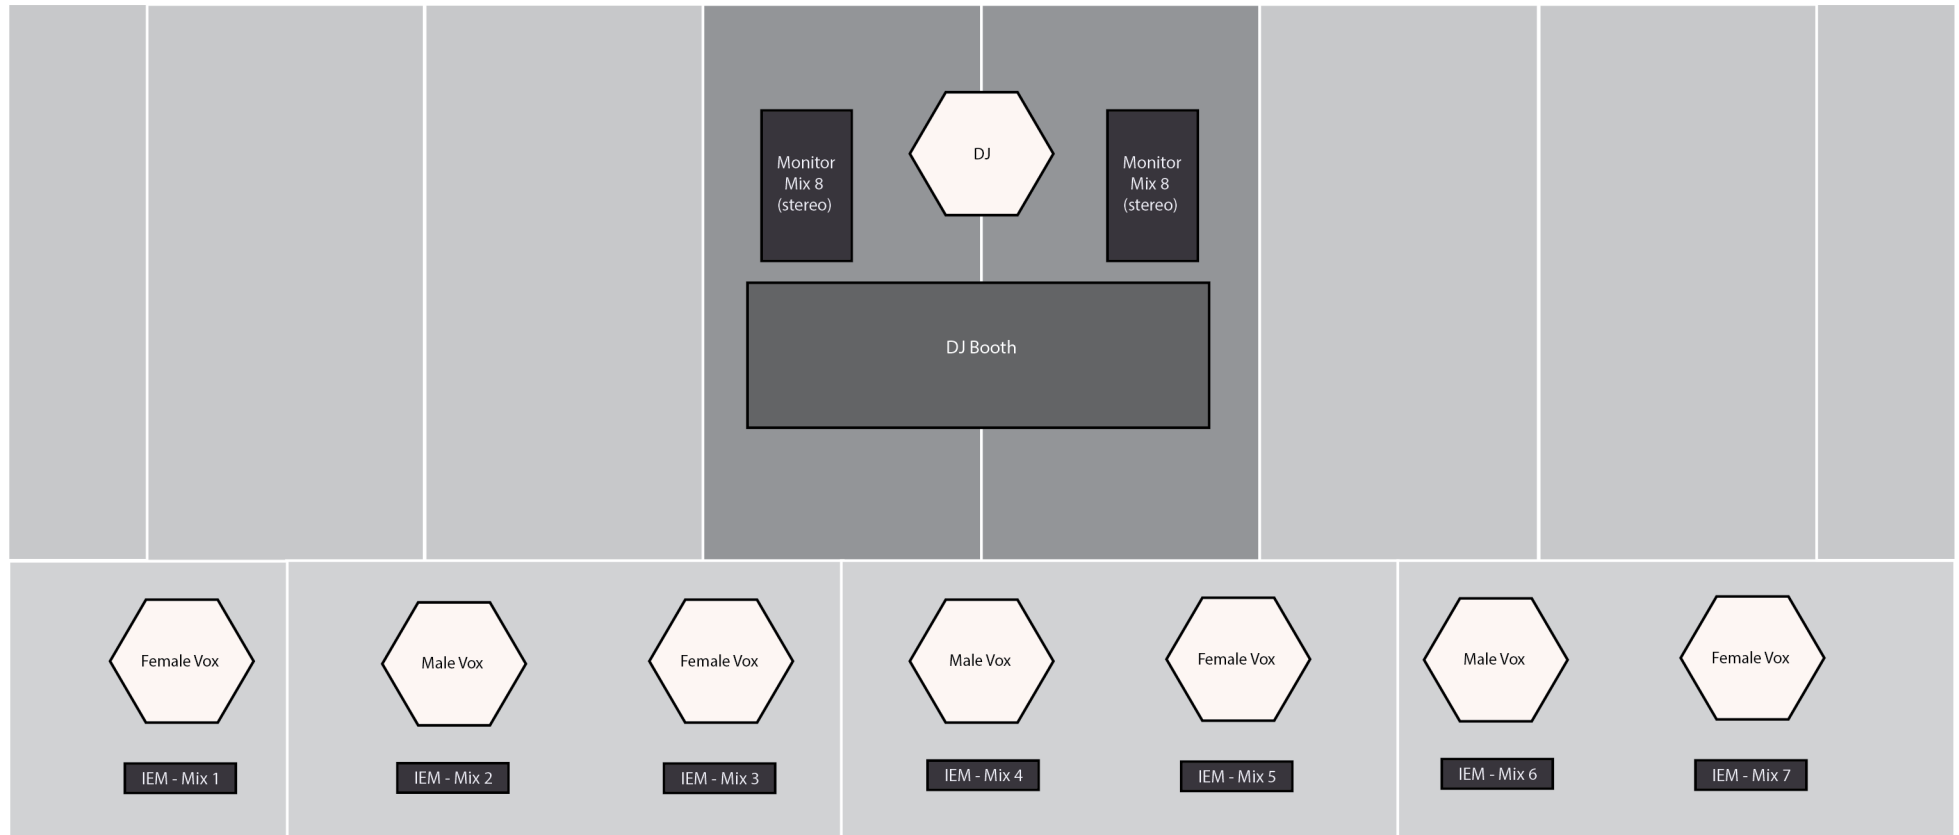 DJ
Monitor
Mix 8
(stereo)
Monitor
Mix 8
(stereo)
DJ Booth
Female Vox
Male Vox
Female Vox
Male Vox
Female Vox
Male Vox
Female Vox
IEM - Mix 1
IEM - Mix 2
IEM - Mix 3
IEM - Mix 4
IEM - Mix 5
IEM - Mix 6
IEM - Mix 7